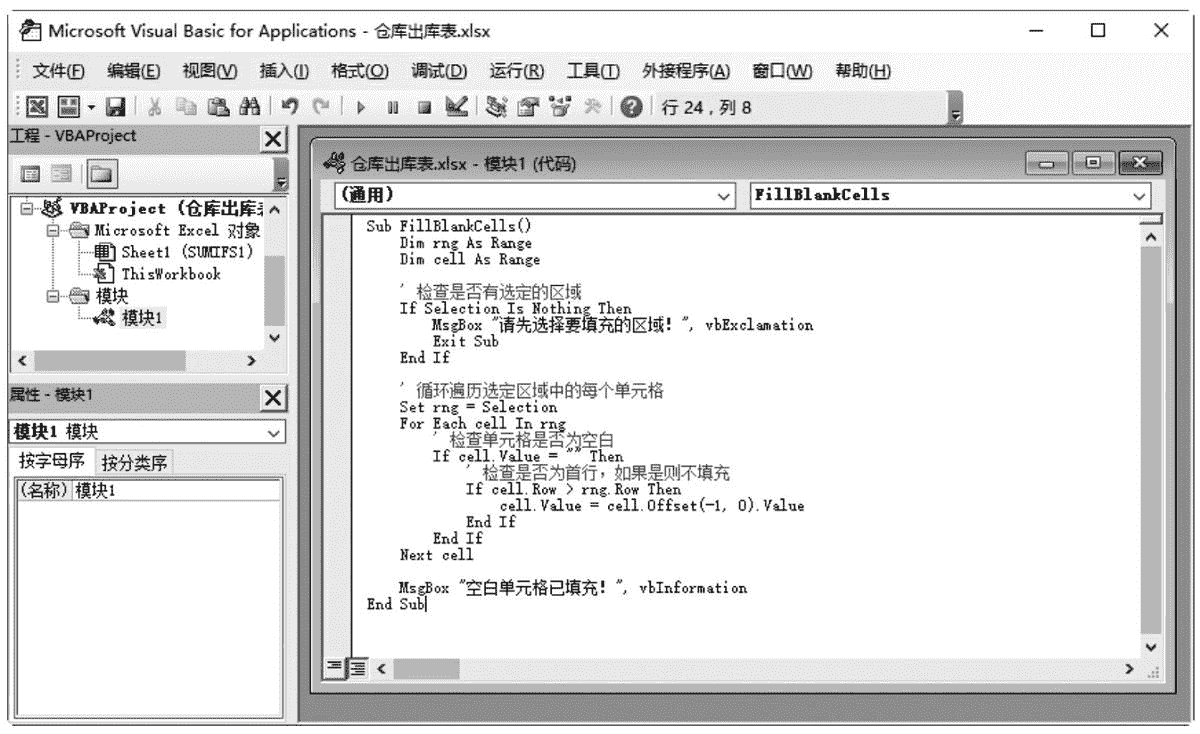 Microsoft Visual Basic for Applications - 仓库出库表.xlsx
文件(F) 编辑(E) 视图(V) 插入(I) 格式(O) 调试(D) 运行(R) 工具(T) 外接程序(A) 窗口(W) 帮助(H)
行 24 , 列 8
工程 - VBAProject
VBAProject (仓库出库表
Microsoft Excel 对象
Sheet1 (SUMIFS1)
ThisWorkbook
模块
模块1
属性 - 模块1
模块1 模块
按字母序 按分类序
(名称) 模块1
仓库出库表.xlsx - 模块1 (代码)
(通用) FillBlankCells
Sub FillBlankCells()
    Dim rng As Range
    Dim cell As Range
    ' 检查是否有选定的区域
    If Selection Is Nothing Then
        MsgBox "请先选择要填充的区域! ", vbExclamation
        Exit Sub
    End If
    ' 循环遍历选定区域中的每个单元格
    Set rng = Selection
    For Each cell In rng
        ' 检查单元格是否为空白
        If cell.Value = "" Then
            ' 检查是否为首行，如果是则不填充
            If cell.Row > rng.Row Then
                cell.Value = cell.Offset(-1, 0).Value
            End If
        End If
    Next cell
    MsgBox "空白单元格已填充! ", vbInformation
End Sub